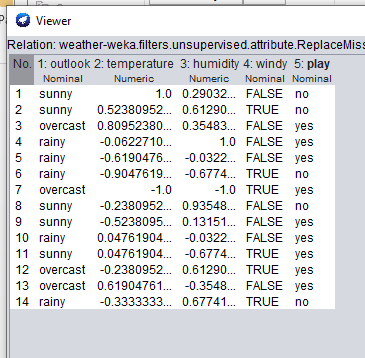 Viewer
Relation: weather-weka.filters.unsupervised.attribute.ReplaceMiss
No. 1: outlook 2: temperature 3: humidity 4: windy 5: play
Nominal Numeric Numeric Nominal Nominal
1 sunny 1.0 0.29032... FALSE no
2 sunny 0.52380952... 0.61290... TRUE no
3 overcast 0.80952380... 0.35483... FALSE yes
4 rainy -0.0622710... 1.0 FALSE yes
5 rainy -0.6190476... -0.0322... FALSE yes
6 rainy -0.9047619... -0.6774... TRUE no
7 overcast -1.0 -1.0 TRUE yes
8 sunny -0.2380952... 0.93548... FALSE no
9 sunny -0.5238095... 0.13151... FALSE yes
10 rainy 0.04761904... -0.0322... FALSE yes
11 sunny 0.04761904... -0.6774... TRUE yes
12 overcast -0.2380952... 0.61290... TRUE yes
13 overcast 0.61904761... -0.3548... FALSE yes
14 rainy -0.3333333... 0.67741... TRUE no